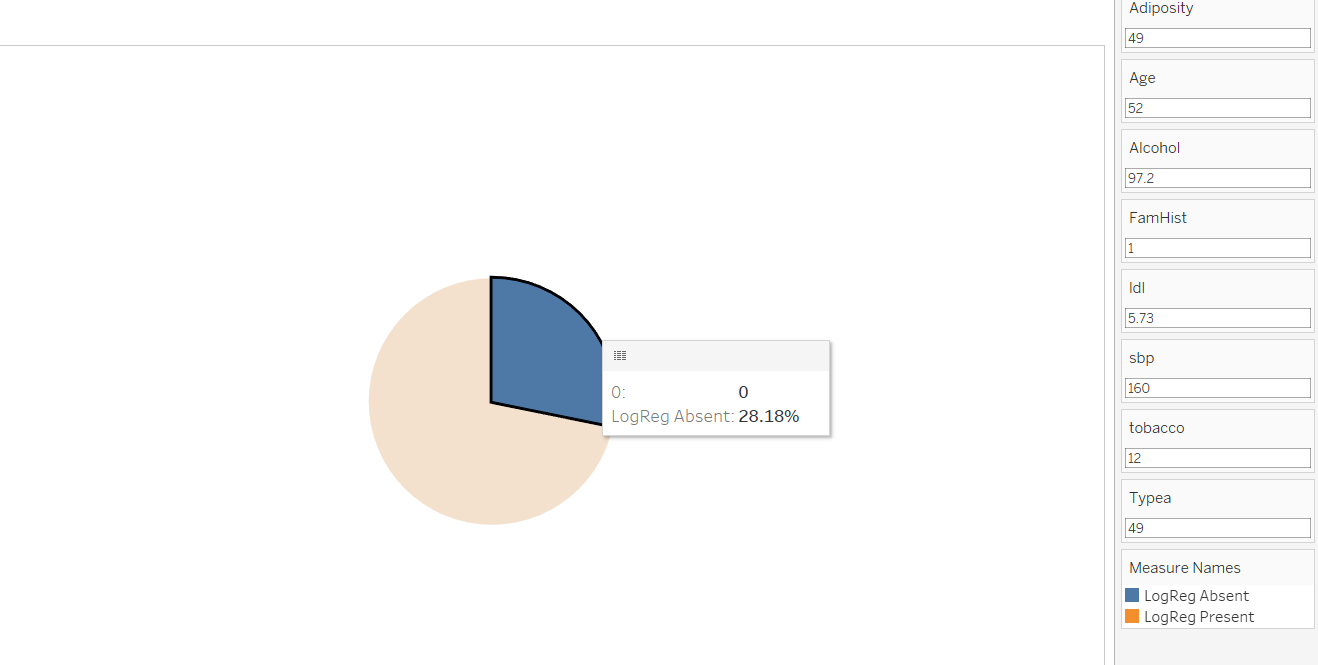 Adiposity
49
Age
52
Alcohol
97.2
FamHist
1
ldl
5.73
sbp
160
tobacco
12
Typea
49
Measure Names
LogReg Absent
LogReg Present
0: 0
LogReg Absent: 28.18%